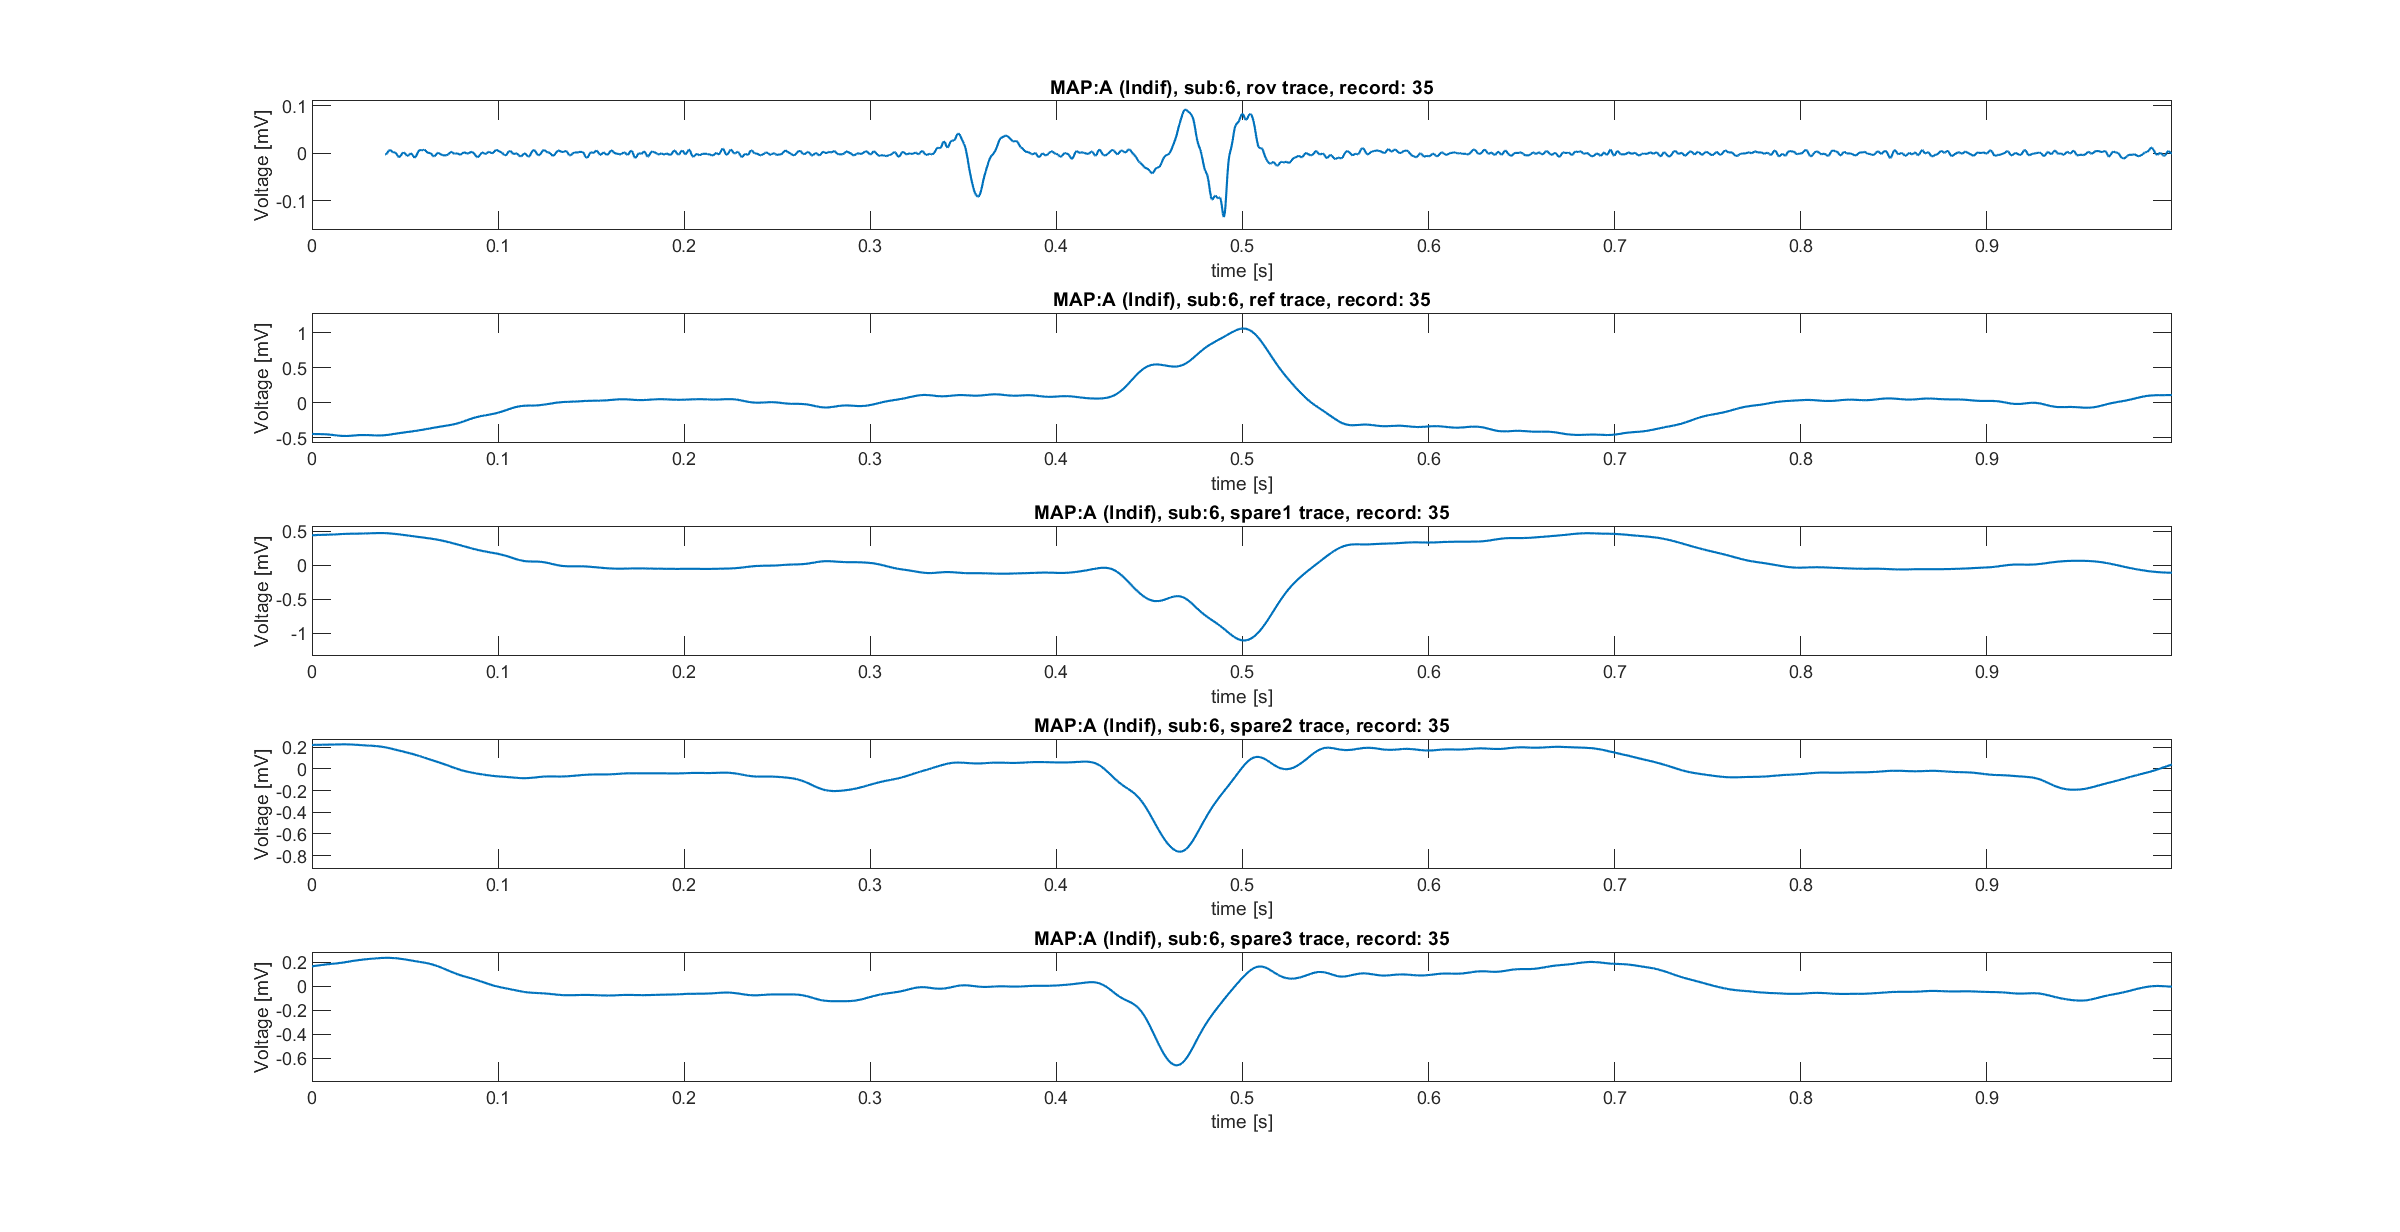 MAP:A (Indif), sub:6, rov trace, record: 35
Voltage [mV]
0.1
0
-0.1
0 0.1 0.2 0.3 0.4 0.5 0.6 0.7 0.8 0.9
time [s]
MAP:A (Indif), sub:6, ref trace, record: 35
Voltage [mV]
1
0.5
0
-0.5
0 0.1 0.2 0.3 0.4 0.5 0.6 0.7 0.8 0.9
time [s]
MAP:A (Indif), sub:6, spare1 trace, record: 35
Voltage [mV]
0.5
0
-0.5
-1
0 0.1 0.2 0.3 0.4 0.5 0.6 0.7 0.8 0.9
time [s]
MAP:A (Indif), sub:6, spare2 trace, record: 35
Voltage [mV]
0.2
0
-0.2
-0.4
-0.6
-0.8
0 0.1 0.2 0.3 0.4 0.5 0.6 0.7 0.8 0.9
time [s]
MAP:A (Indif), sub:6, spare3 trace, record: 35
Voltage [mV]
0.2
0
-0.2
-0.4
-0.6
0 0.1 0.2 0.3 0.4 0.5 0.6 0.7 0.8 0.9
time [s]